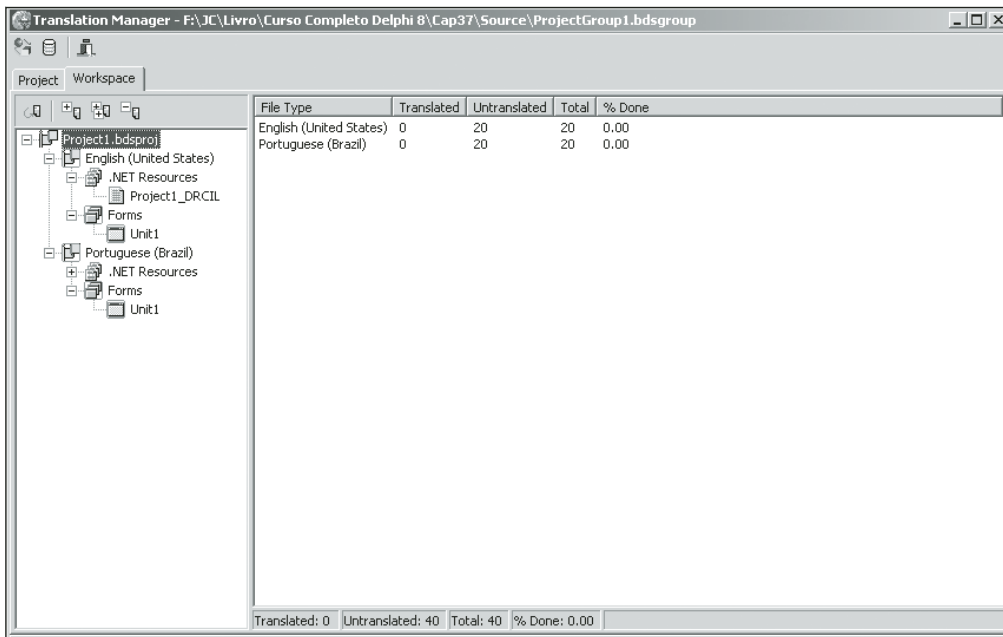 Translation Manager - F:\JC\Livro\Curso Completo Delphi 8\Cap37\Source\ProjectGroup1.bdsgroup
Project Workspace
Project1.bdsproj
English (United States)
.NET Resources
Project1_DRCIL
Forms
Unit1
Portuguese (Brazil)
.NET Resources
Forms
Unit1
File Type Translated Untranslated Total % Done
English (United States) 0 20 20 0.00
Portuguese (Brazil) 0 20 20 0.00
Translated: 0 Untranslated: 40 Total: 40 % Done: 0.00